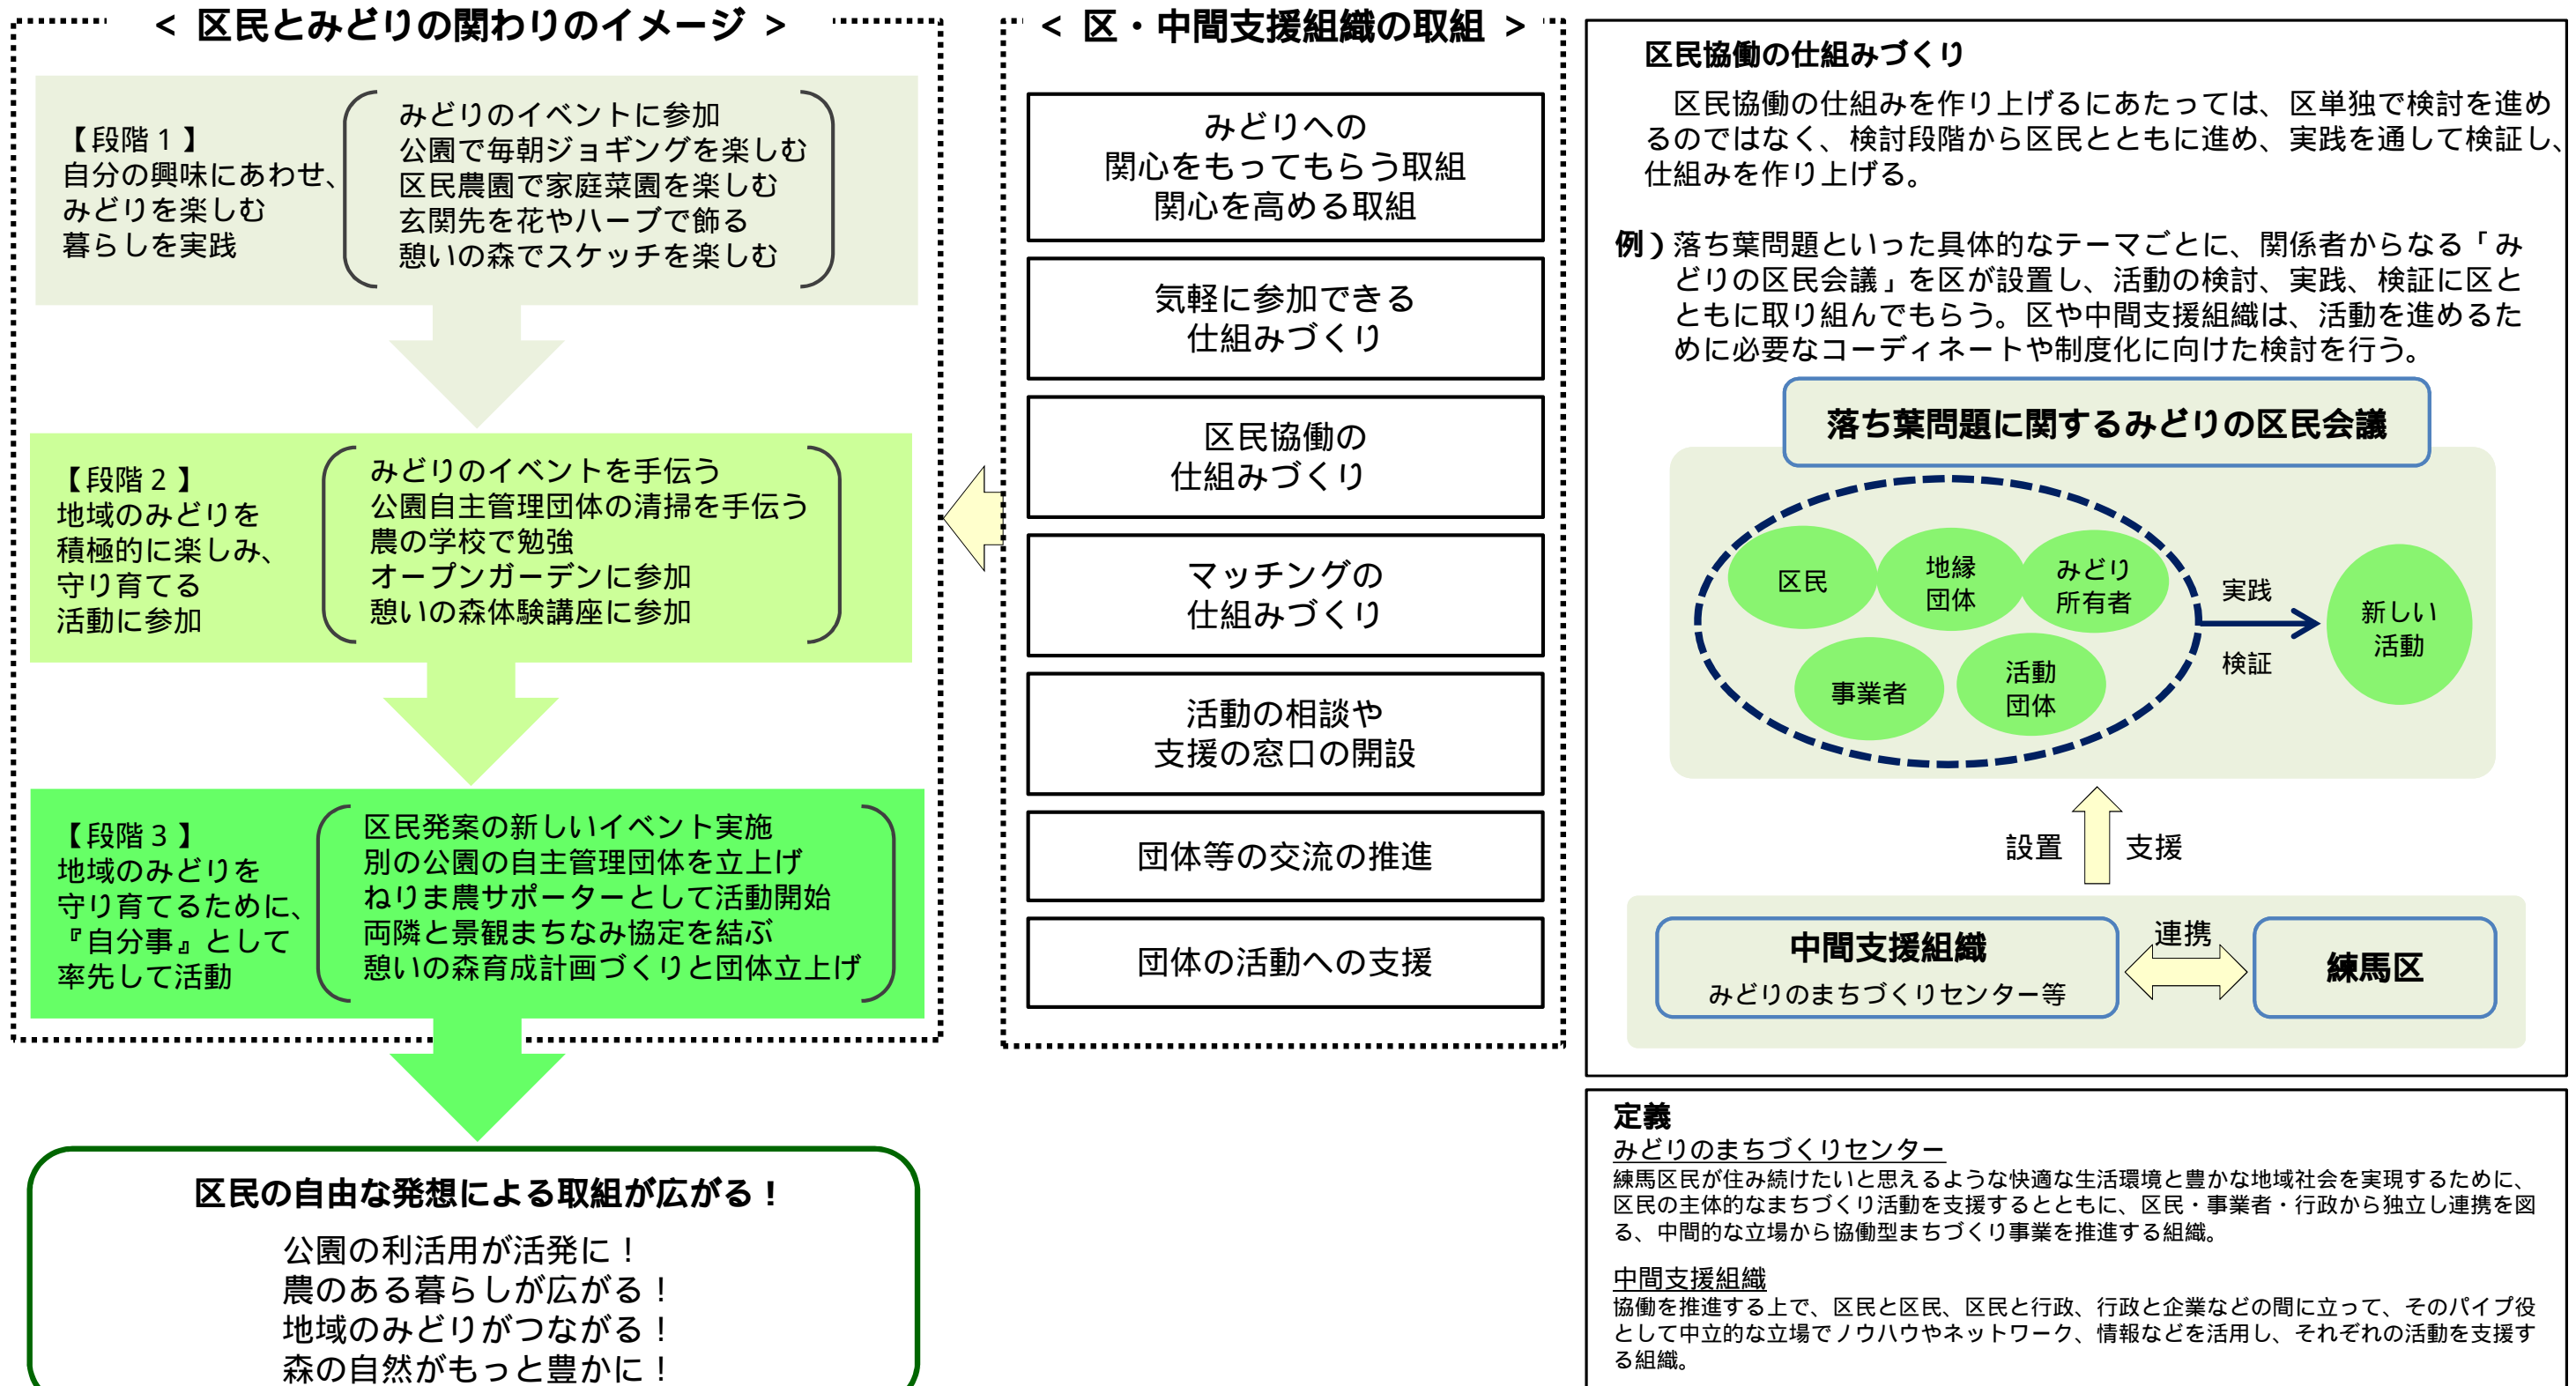 < 区民とみどりの関わりのイメージ >
【段階１】
自分の興味にあわせ、
みどりを楽しむ
暮らしを実践
みどりのイベントに参加
公園で毎朝ジョギングを楽しむ
区民農園で家庭菜園を楽しむ
玄関先を花やハーブで飾る
憩いの森でスケッチを楽しむ
【段階２】
地域のみどりを
積極的に楽しみ、
守り育てる
活動に参加
みどりのイベントを手伝う
公園自主管理団体の清掃を手伝う
農の学校で勉強
オープンガーデンに参加
憩いの森体験講座に参加
【段階３】
地域のみどりを
守り育てるために、
『自分事』として
率先して活動
区民発案の新しいイベント実施
別の公園の自主管理団体を立上げ
ねりま農サポーターとして活動開始
両隣と景観まちなみ協定を結ぶ
憩いの森育成計画づくりと団体立上げ
区民の自由な発想による取組が広がる！
公園の利活用が活発に！
農のある暮らしが広がる！
地域のみどりがつながる！
森の自然がもっと豊かに！
< 区・中間支援組織の取組 >
みどりへの
関心をもってもらう取組
関心を高める取組
気軽に参加できる
仕組みづくり
区民協働の
仕組みづくり
マッチングの
仕組みづくり
活動の相談や
支援の窓口の開設
団体等の交流の推進
団体の活動への支援
区民協働の仕組みづくり
区民協働の仕組みを作り上げるにあたっては、区単独で検討を進め
るのではなく、検討段階から区民とともに進め、実践を通して検証し、
仕組みを作り上げる。
例）落ち葉問題といった具体的なテーマごとに、関係者からなる「み
どりの区民会議」を区が設置し、活動の検討、実践、検証に区と
ともに取り組んでもらう。区や中間支援組織は、活動を進めるた
めに必要なコーディネートや制度化に向けた検討を行う。
落ち葉問題に関するみどりの区民会議
区民
地縁
団体
みどり
所有者
事業者
活動
団体
実践
検証
新しい
活動
設置
支援
中間支援組織
みどりのまちづくりセンター等
連携
練馬区
定義
みどりのまちづくりセンター
練馬区民が住み続けたいと思えるような快適な生活環境と豊かな地域社会を実現するために、
区民の主体的なまちづくり活動を支援するとともに、区民・事業者・行政から独立し連携を図
る、中間的な立場から協働型まちづくり事業を推進する組織。
中間支援組織
協働を推進する上で、区民と区民、区民と行政、行政と企業などの間に立って、そのパイプ役
として中立的な立場でノウハウやネットワーク、情報などを活用し、それぞれの活動を支援す
る組織。